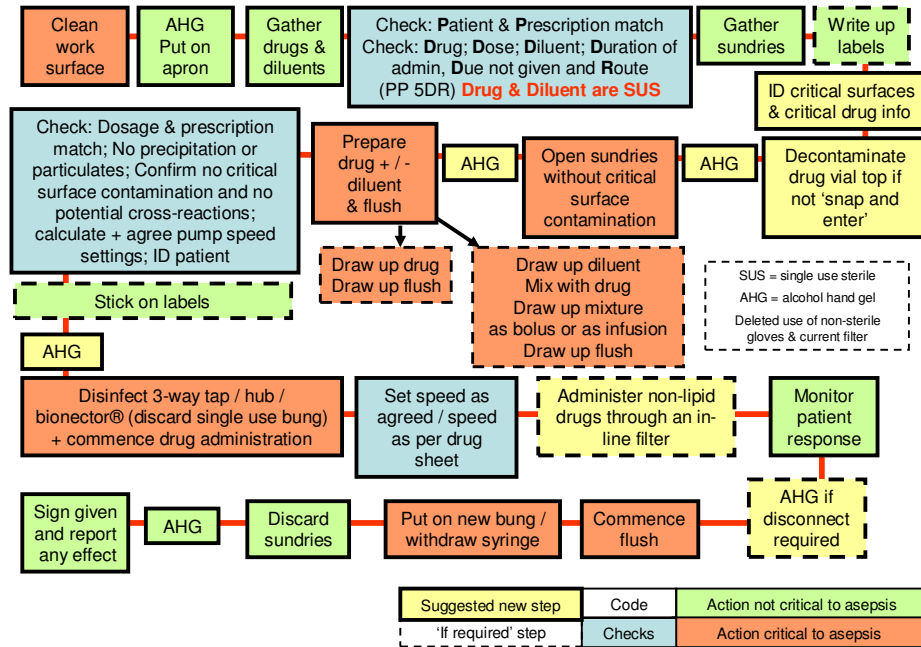 Clean
work
surface
AHG
Put on
apron
Gather
drugs &
diluents
Check: Patient & Prescription match
Check: Drug; Dose; Diluent; Duration of
admin, Due not given and Route
(PP 5DR) Drug & Diluent are SUS
Gather
sundries
Write up
labels
ID critical surfaces
& critical drug info
Decontaminate
drug vial top if
not ‘snap and
enter’
AHG
Open sundries
without critical
surface
contamination
AHG
Prepare
drug + / -
diluent
& flush
Draw up drug
Draw up flush
Draw up diluent
Mix with drug
Draw up mixture
as bolus or as infusion
Draw up flush
Check: Dosage & prescription
match; No precipitation or
particulates; Confirm no critical
surface contamination and no
potential cross-reactions;
calculate + agree pump speed
settings; ID patient
SUS = single use sterile
AHG = alcohol hand gel
Deleted use of non-sterile
gloves & current filter
Stick on labels
AHG
Disinfect 3-way tap / hub /
bionector® (discard single use bung)
+ commence drug administration
Set speed as
agreed / speed
as per drug
sheet
Administer non-lipid
drugs through an in-
line filter
Monitor
patient
response
AHG if
disconnect
required
Commence
flush
Put on new bung /
withdraw syringe
Discard
sundries
AHG
Sign given
and report
any effect
Suggested new step
Code
Action not critical to asepsis
‘If required’ step
Checks
Action critical to asepsis